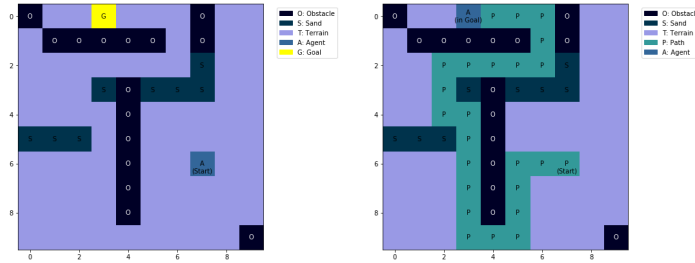 0 O G O
O O O O O O
2 S
S O S S S
4 O
S S S O
6 O A
(Start)
O
8 O
O
0 2 4 6 8
O: Obstacle
S: Sand
T: Terrain
A: Agent
G: Goal
0 O A P P P O
(in Goal)
O O O O O P O
2 P P P P P S
P S O S S S
4 P P O
S S S P O
6 P O P P P
(Start)
P O P
8 P O P
P P P O
0 2 4 6 8
O: Obstacle
S: Sand
T: Terrain
P: Path
A: Agent